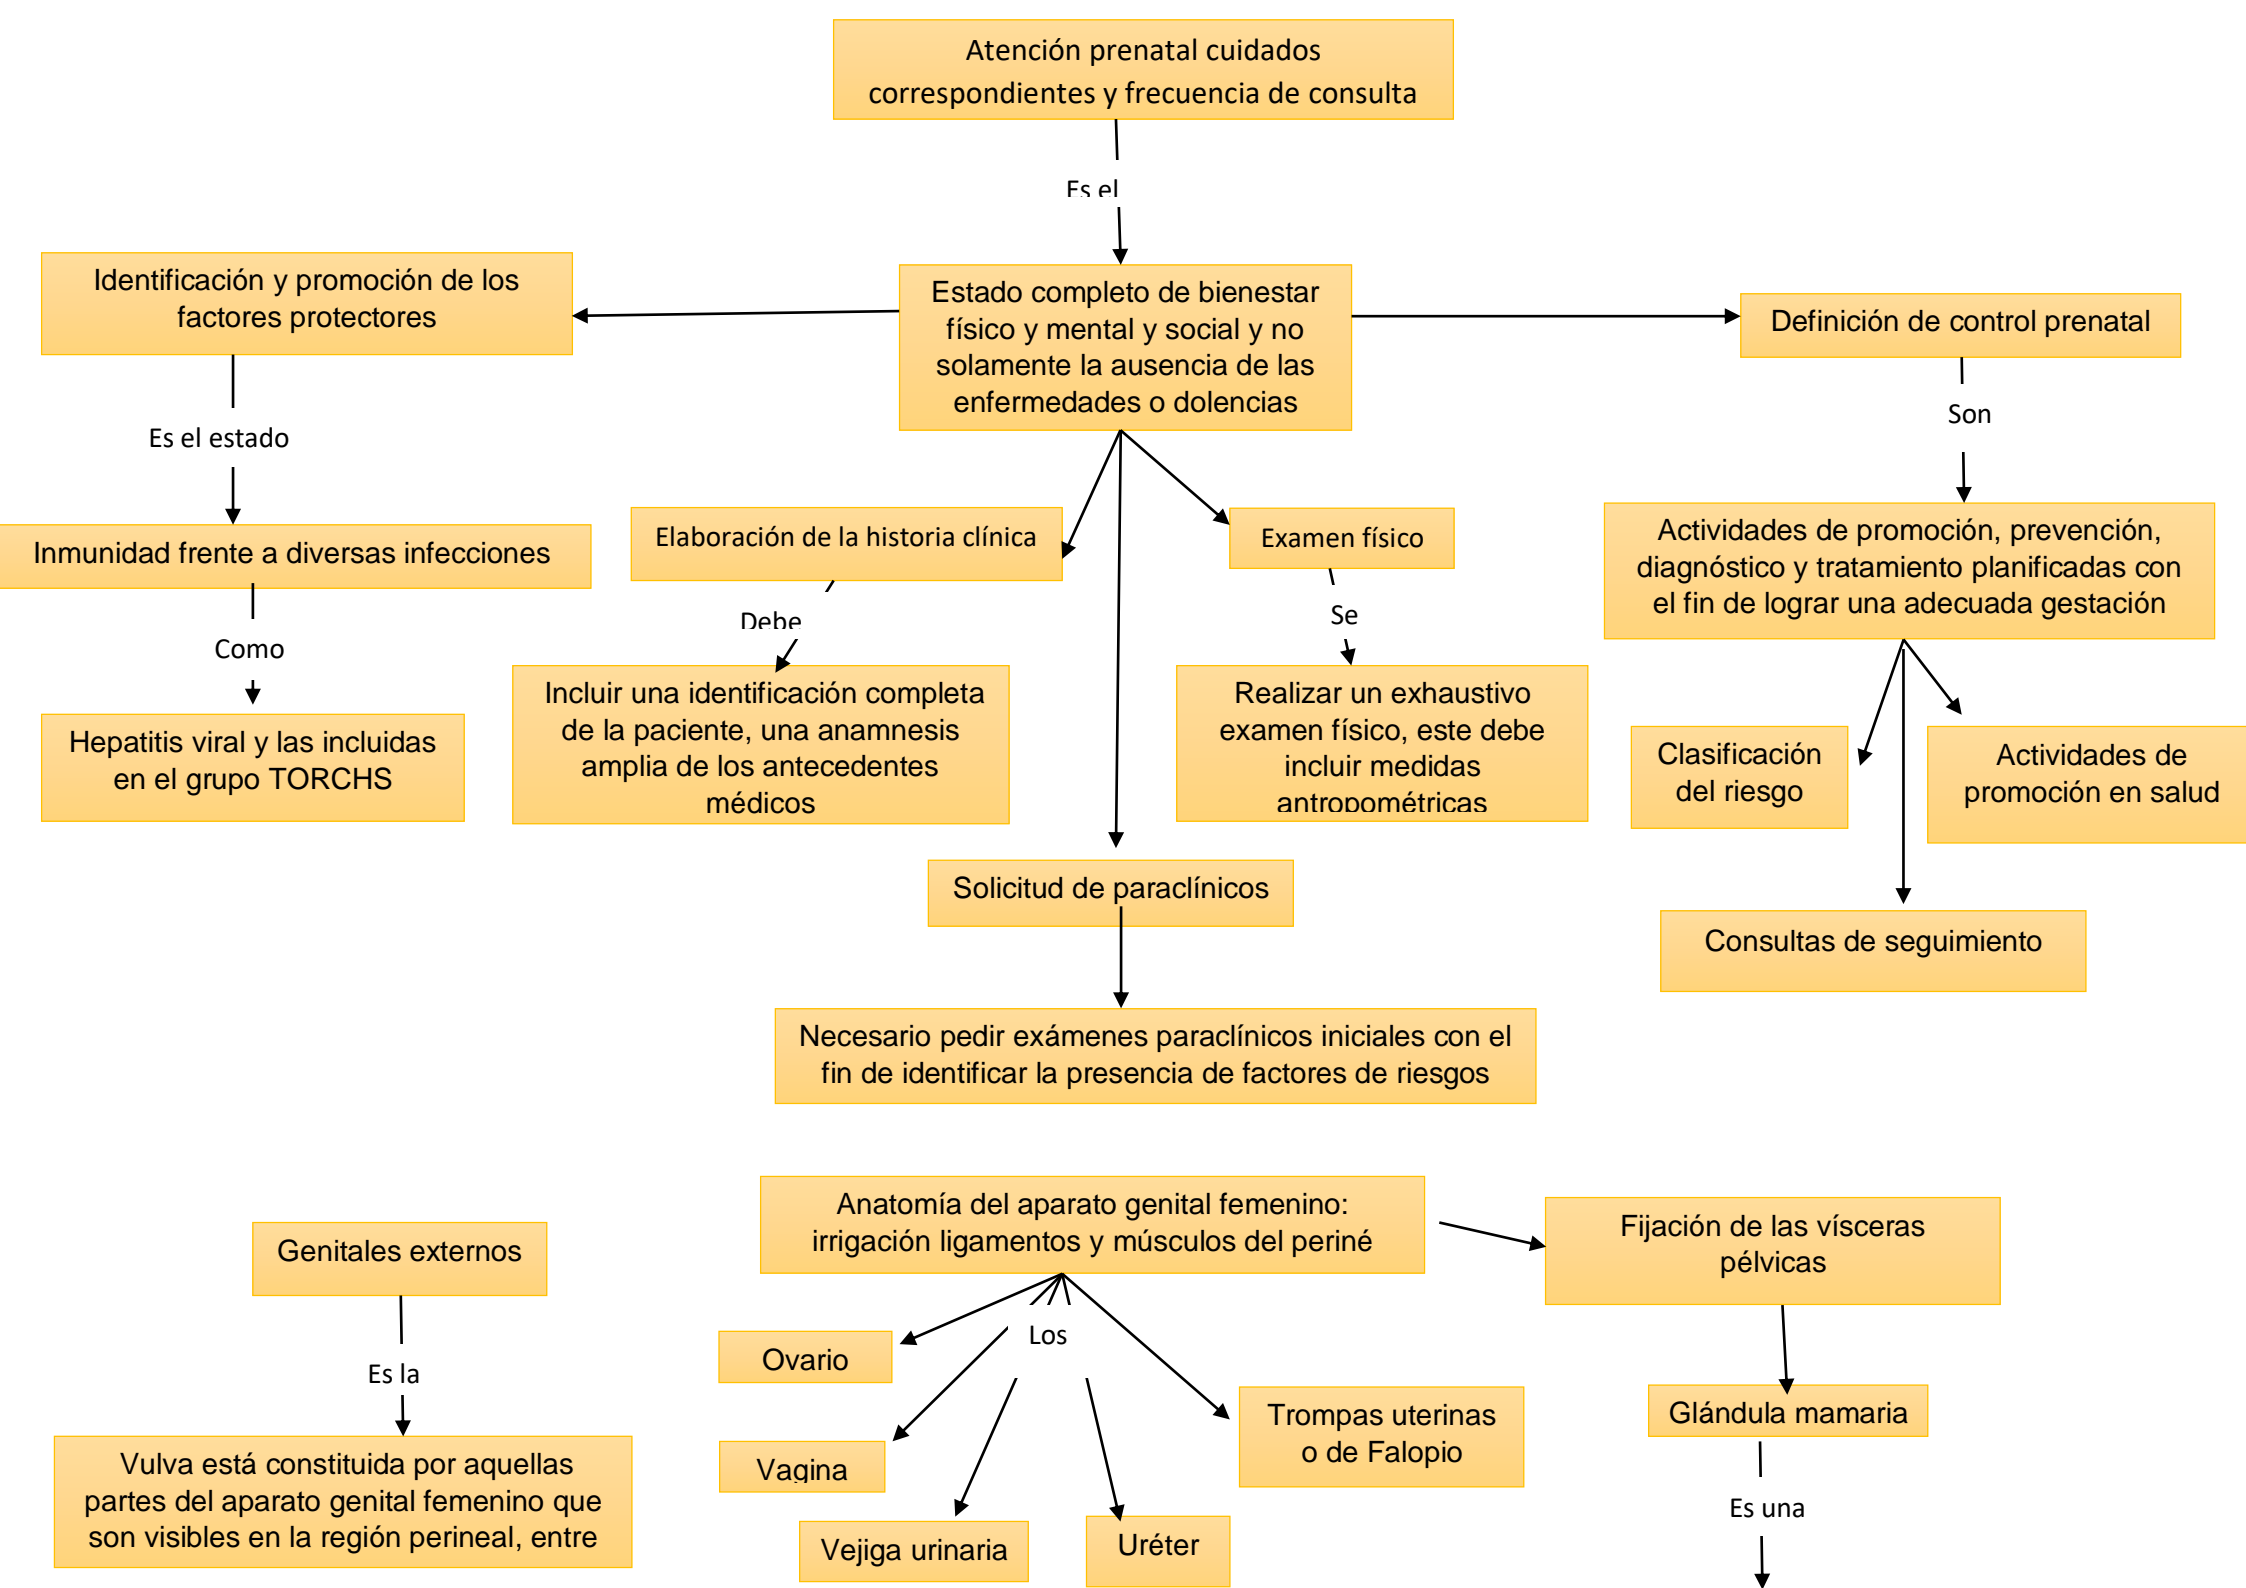 Atención prenatal cuidados
correspondientes y frecuencia de consulta
Es el
Identificación y promoción de los
factores protectores
Estado completo de bienestar
físico y mental y social y no
solamente la ausencia de las
enfermedades o dolencias
Definición de control prenatal
Es el estado
Son
Inmunidad frente a diversas infecciones
Elaboración de la historia clínica
Examen físico
Actividades de promoción, prevención,
diagnóstico y tratamiento planificadas con
el fin de lograr una adecuada gestación
Como
Debe
Se
Hepatitis viral y las incluidas
en el grupo TORCHS
Incluir una identificación completa
de la paciente, una anamnesis
amplia de los antecedentes
médicos
Realizar un exhaustivo
examen físico, este debe
incluir medidas
antropométricas
Clasificación
del riesgo
Actividades de
promoción en salud
Solicitud de paraclínicos
Consultas de seguimiento
Necesario pedir exámenes paraclínicos iniciales con el
fin de identificar la presencia de factores de riesgos
Anatomía del aparato genital femenino:
irrigación ligamentos y músculos del periné
Genitales externos
Fijación de las vísceras
pélvicas
Es la
Los
Ovario
Vagina
Vejiga urinaria
Uréter
Trompas uterinas
o de Falopio
Glándula mamaria
Es una
Vulva está constituida por aquellas
partes del aparato genital femenino que
son visibles en la región perineal, entre